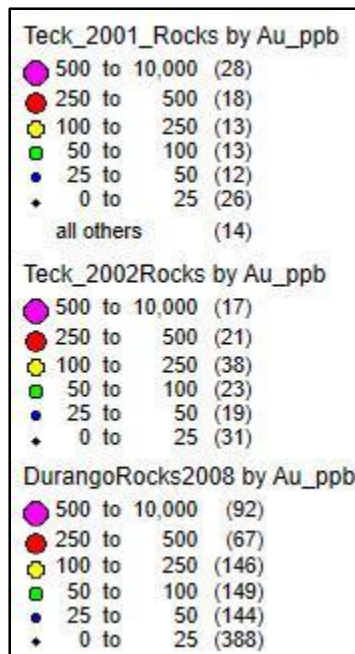 Teck_2001_Rocks by Au_ppb
500 to 10,000 (28)
250 to 500 (18)
100 to 250 (13)
50 to 100 (13)
25 to 50 (12)
0 to 25 (26)
all others (14)
Teck_2002Rocks by Au_ppb
500 to 10,000 (17)
250 to 500 (21)
100 to 250 (38)
50 to 100 (23)
25 to 50 (19)
0 to 25 (31)
DurangoRocks2008 by Au_ppb
500 to 10,000 (92)
250 to 500 (67)
100 to 250 (146)
50 to 100 (149)
25 to 50 (144)
0 to 25 (388)